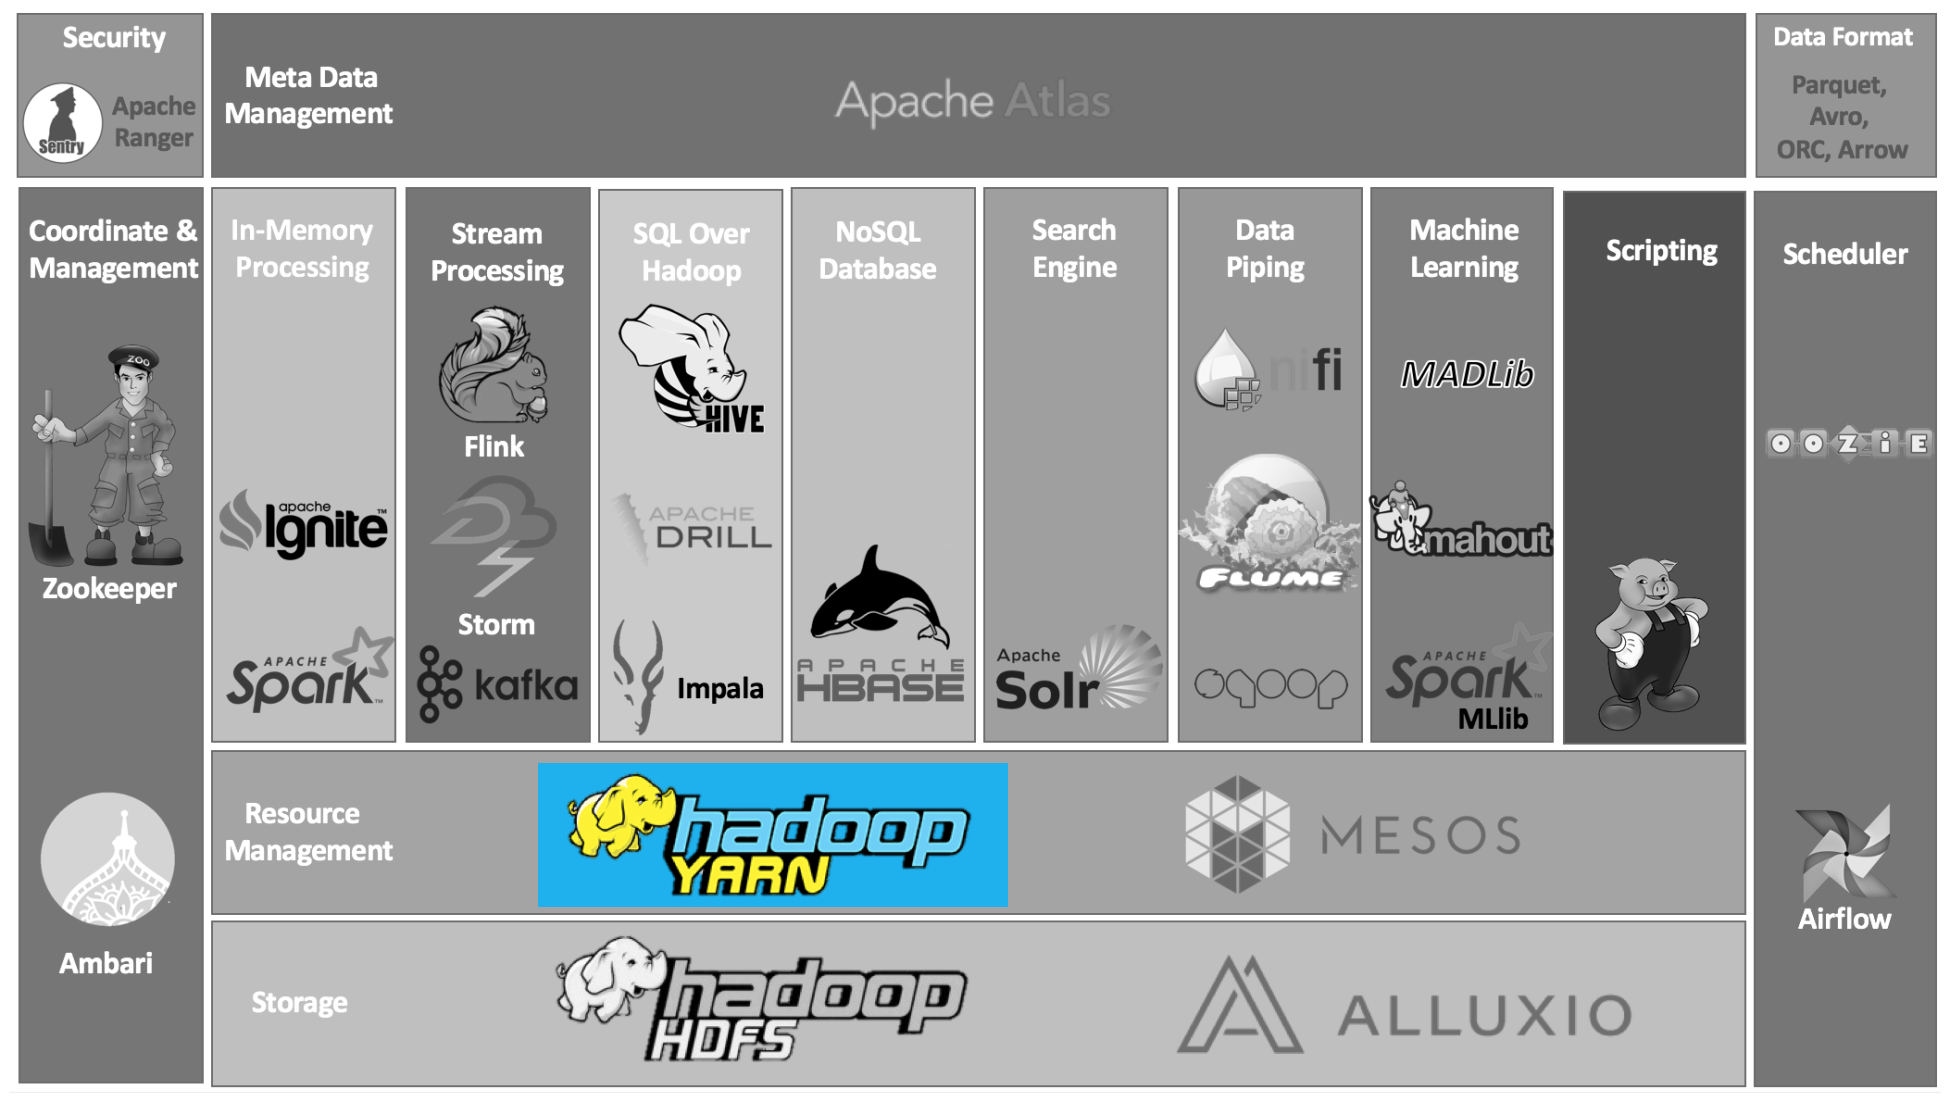 Security
Sentry
Apache
Ranger
Meta Data
Management
Apache Atlas
Data Format
Parquet,
Avro,
ORC, Arrow
Coordinate &
Management
ZOO
Zookeeper
Ambari
In-Memory
Processing
apache
Ignite™
APACHE
Spark™
Stream
Processing
Flink
Storm
kafka
SQL Over
Hadoop
HIVE
APACHE
DRILL
Impala
NoSQL
Database
APACHE
HBASE
Search
Engine
Apache
Solr
Data
Piping
nifi
FLUME
sqoop
Machine
Learning
MADLib
mahout
APACHE
Spark™
MLlib
Scripting
Scheduler
OOZiE
Airflow
Resource
Management
hadoop
YARN
MESOS
Storage
hadoop
HDFS
ALLUXIO